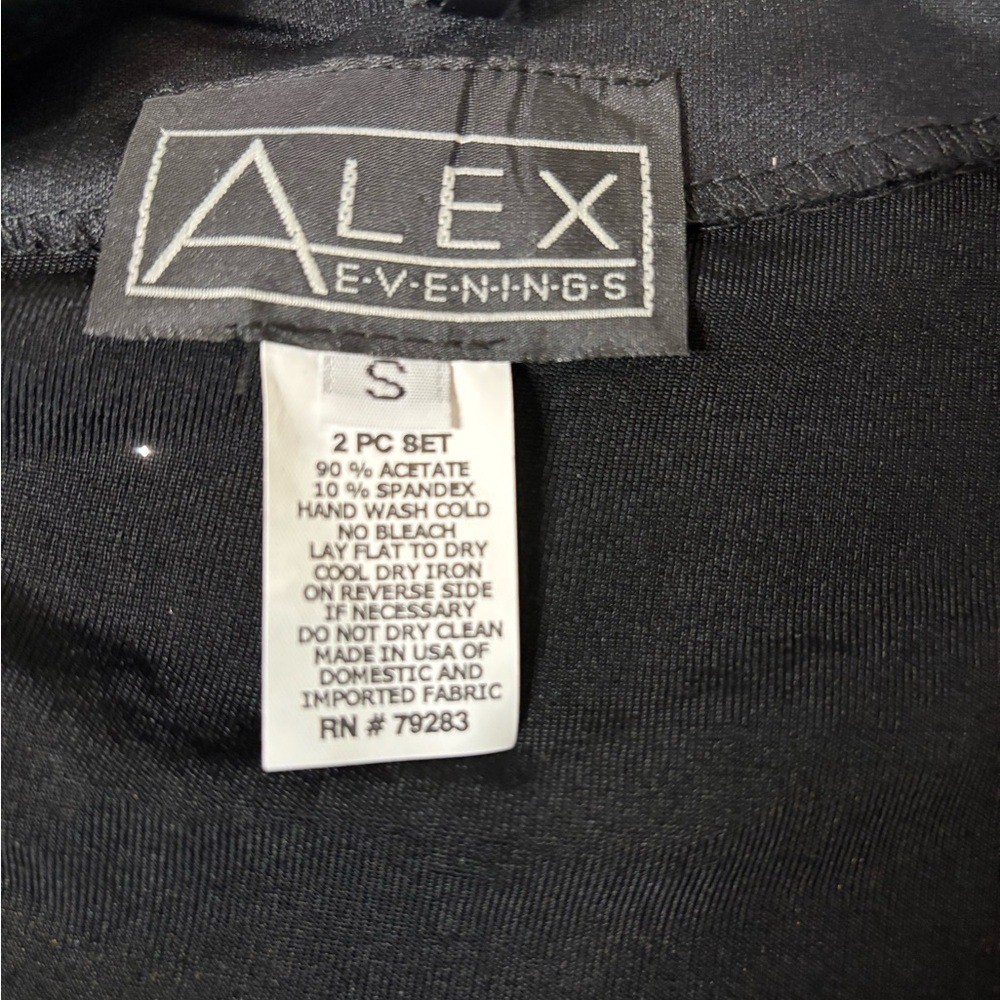 ALEX
E-V-E-N-I-N-G-S
S
2 PC SET
90 % ACETATE
10 % SPANDEX
HAND WASH COLD
NO BLEACH
LAY FLAT TO DRY
COOL DRY IRON
ON REVERSE SIDE
IF NECESSARY
DO NOT DRY CLEAN
MADE IN USA OF
DOMESTIC AND
IMPORTED FABRIC
RN # 79283